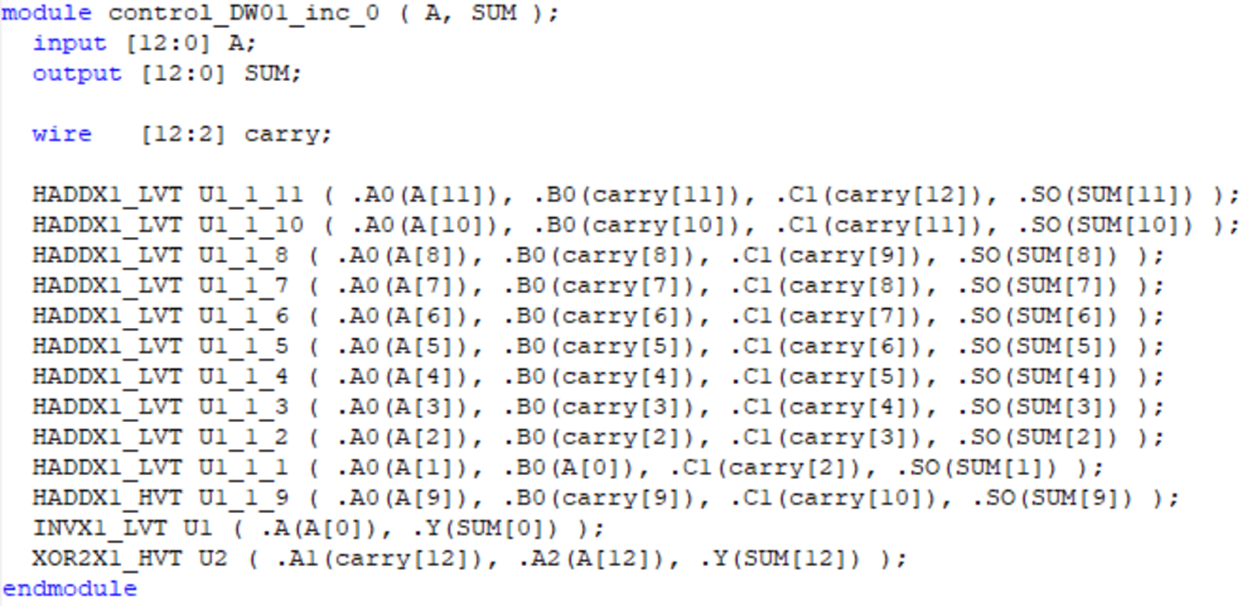 module control_DW01_inc_0 ( A, SUM );
input [12:0] A;
output [12:0] SUM;
wire [12:2] carry;
HADDX1_LVT U1_1_11 ( .A0(A[11]), .B0(carry[11]), .C1(carry[12]), .SO(SUM[11]) );
HADDX1_LVT U1_1_10 ( .A0(A[10]), .B0(carry[10]), .C1(carry[11]), .SO(SUM[10]) );
HADDX1_LVT U1_1_8 ( .A0(A[8]), .B0(carry[8]), .C1(carry[9]), .SO(SUM[8]) );
HADDX1_LVT U1_1_7 ( .A0(A[7]), .B0(carry[7]), .C1(carry[8]), .SO(SUM[7]) );
HADDX1_LVT U1_1_6 ( .A0(A[6]), .B0(carry[6]), .C1(carry[7]), .SO(SUM[6]) );
HADDX1_LVT U1_1_5 ( .A0(A[5]), .B0(carry[5]), .C1(carry[6]), .SO(SUM[5]) );
HADDX1_LVT U1_1_4 ( .A0(A[4]), .B0(carry[4]), .C1(carry[5]), .SO(SUM[4]) );
HADDX1_LVT U1_1_3 ( .A0(A[3]), .B0(carry[3]), .C1(carry[4]), .SO(SUM[3]) );
HADDX1_LVT U1_1_2 ( .A0(A[2]), .B0(carry[2]), .C1(carry[3]), .SO(SUM[2]) );
HADDX1_LVT U1_1_1 ( .A0(A[1]), .B0(A[0]), .C1(carry[2]), .SO(SUM[1]) );
HADDX1_HVT U1_1_9 ( .A0(A[9]), .B0(carry[9]), .C1(carry[10]), .SO(SUM[9]) );
INVX1_LVT U1 ( .A(A[0]), .Y(SUM[0]) );
XOR2X1_HVT U2 ( .A1(carry[12]), .A2(A[12]), .Y(SUM[12]) );
endmodule